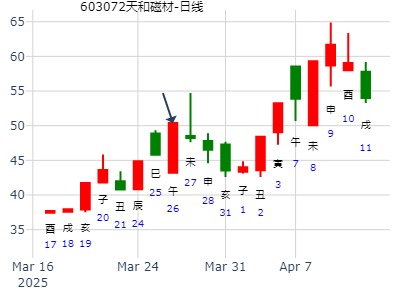 603072天和磁材-日线
65
60
55
50
45
40
35
酉 17
戌 18
亥 19
子 20
丑 21
寅 24
巳 25
午 26
未 27
申 28
亥 31
子 1
丑 2
寅 3
午 7
未 8
申 9
酉 10
戌 11
Mar 16
2025
Mar 24
Mar 31
Apr 7